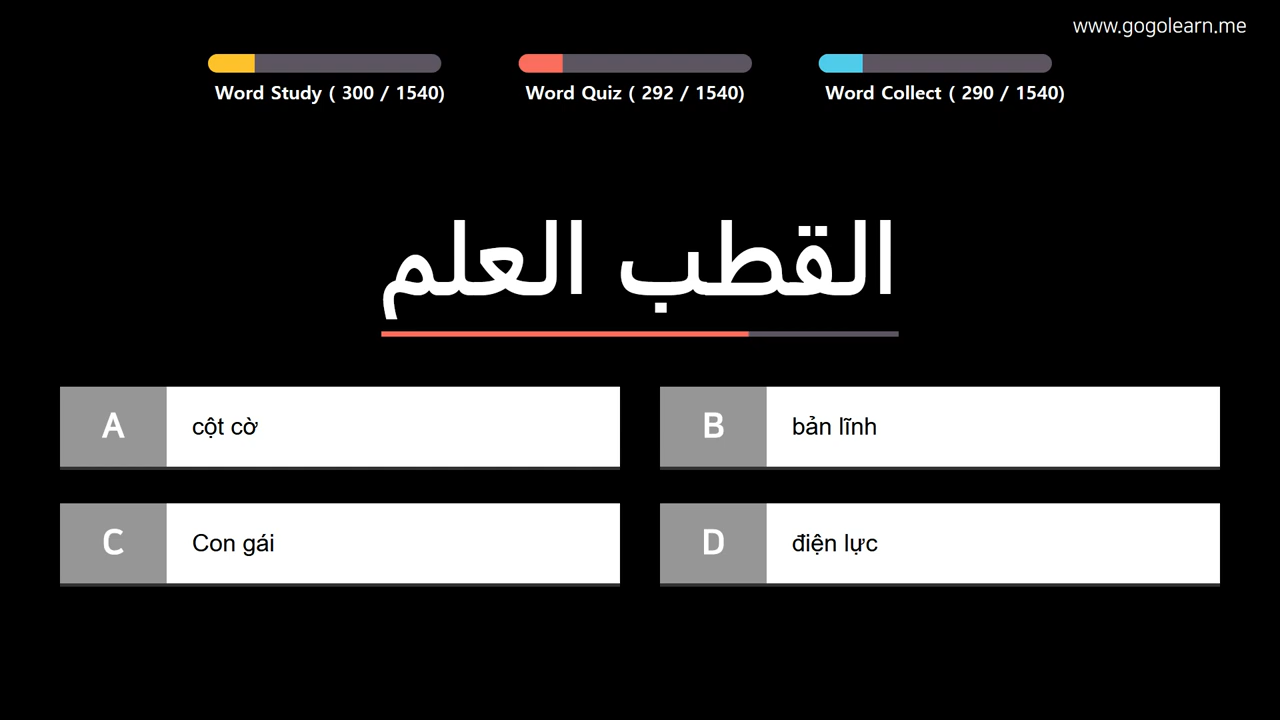 www.gogolearn.me
Word Study ( 300 / 1540)
Word Quiz ( 292 / 1540)
Word Collect ( 290 / 1540)
القطب العلم
A cột cờ
B bản lĩnh
C Con gái
D điện lực